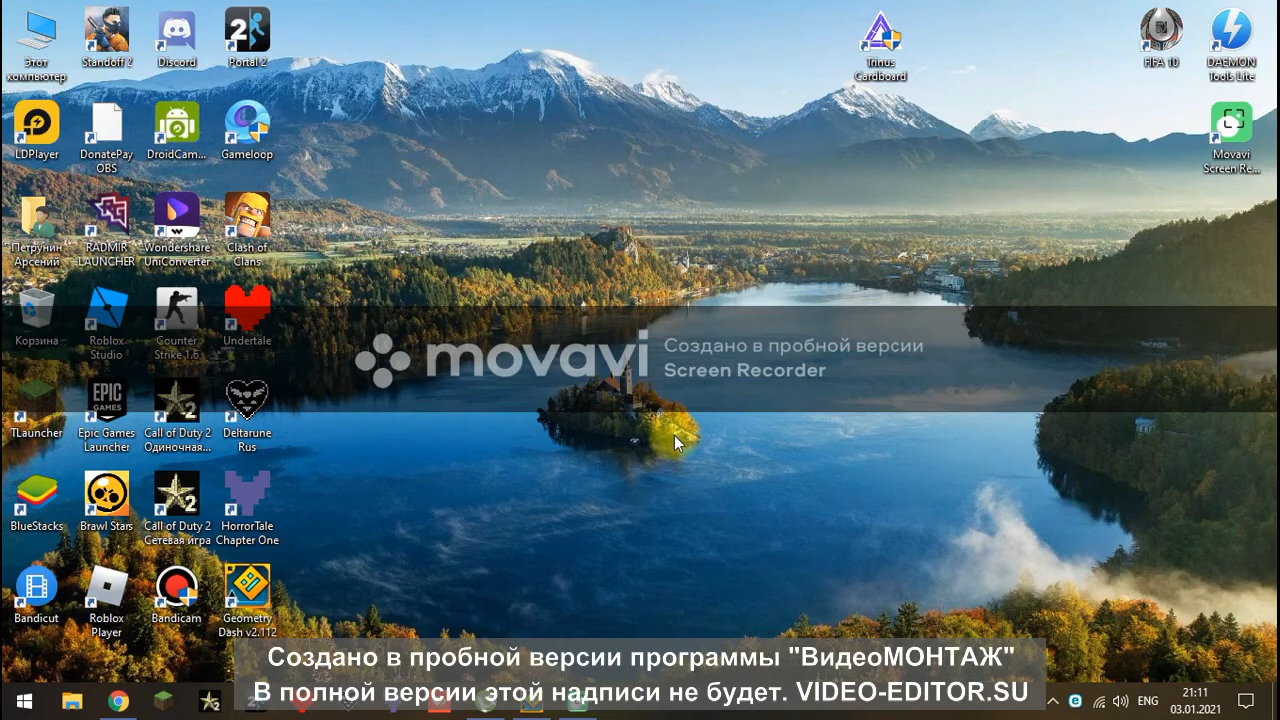 Этот
компьютер
Standoff 2
Discord
Portal 2
Trinus
Cardboard
FIFA 10
DAEMON
Tools Lite
LDPlayer
DonatePay
OBS
DroidCam...
Gameloop
Movavi
Screen Re...
Петрунин
Арсений
RADMIR
LAUNCHER
Wondershare
UniConverter
Clash of
Clans
Корзина
Roblox
Studio
Counter
Strike 1.6
Undertale
movavi
Создано в пробной версии
Screen Recorder
TLauncher
EPIC
GAMES
Epic Games
Launcher
Call of Duty 2
Одиночная...
Deltarune
Rus
BlueStacks
Brawl Stars
Call of Duty 2
Сетевая игра
HorrorTale
Chapter One
Bandicut
Roblox
Player
Bandicam
Geometry
Dash v2.112
Создано в пробной версии программы "ВидеоМОНТАЖ"
В полной версии этой надписи не будет. VIDEO-EDITOR.SU
ENG
21:11
03.01.2021